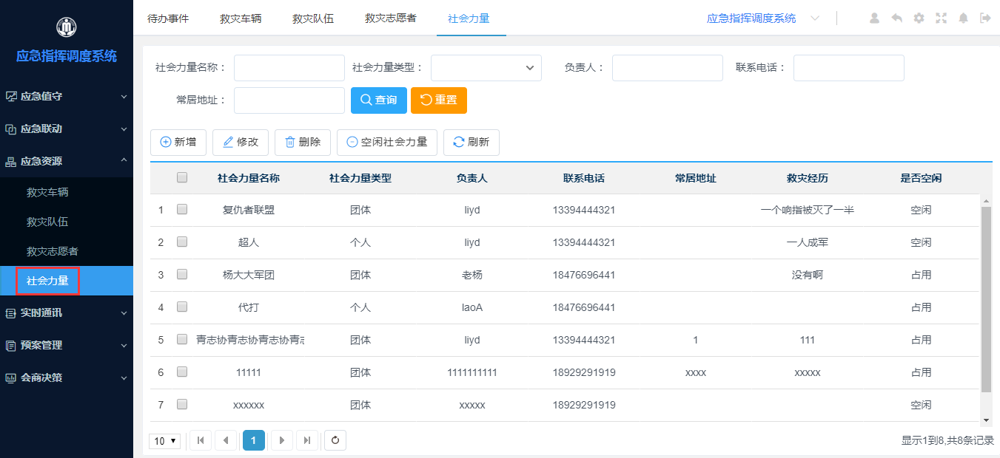 应急指挥调度系统
应急值守
应急联动
应急资源
救灾车辆
救灾队伍
救灾志愿者
社会力量
实时通讯
预案管理
会商决策
待办事件 救灾车辆 救灾队伍 救灾志愿者 社会力量 应急指挥调度系统
社会力量名称： 社会力量类型： 负责人： 联系电话：
常居地址： 查询 重置
新增 修改 删除 空闲社会力量 刷新
社会力量名称 社会力量类型 负责人 联系电话 常居地址 救灾经历 是否空闲
1 复仇者联盟 团体 liyd 13394444321 一个响指被灭了一半 空闲
2 超人 个人 liyd 13394444321 一人成军 空闲
3 杨大大军团 团体 老杨 18476696441 没有啊 占用
4 代打 个人 laoA 18476696441 占用
5 青志协青志协青志协青志 团体 liyd 13394444321 1 111 占用
6 11111 团体 1111111111 18929291919 xxxx xxxxx 占用
7 xxxxxx 团体 xxxxx 18929291919 空闲
10 1 显示1到8,共8条记录